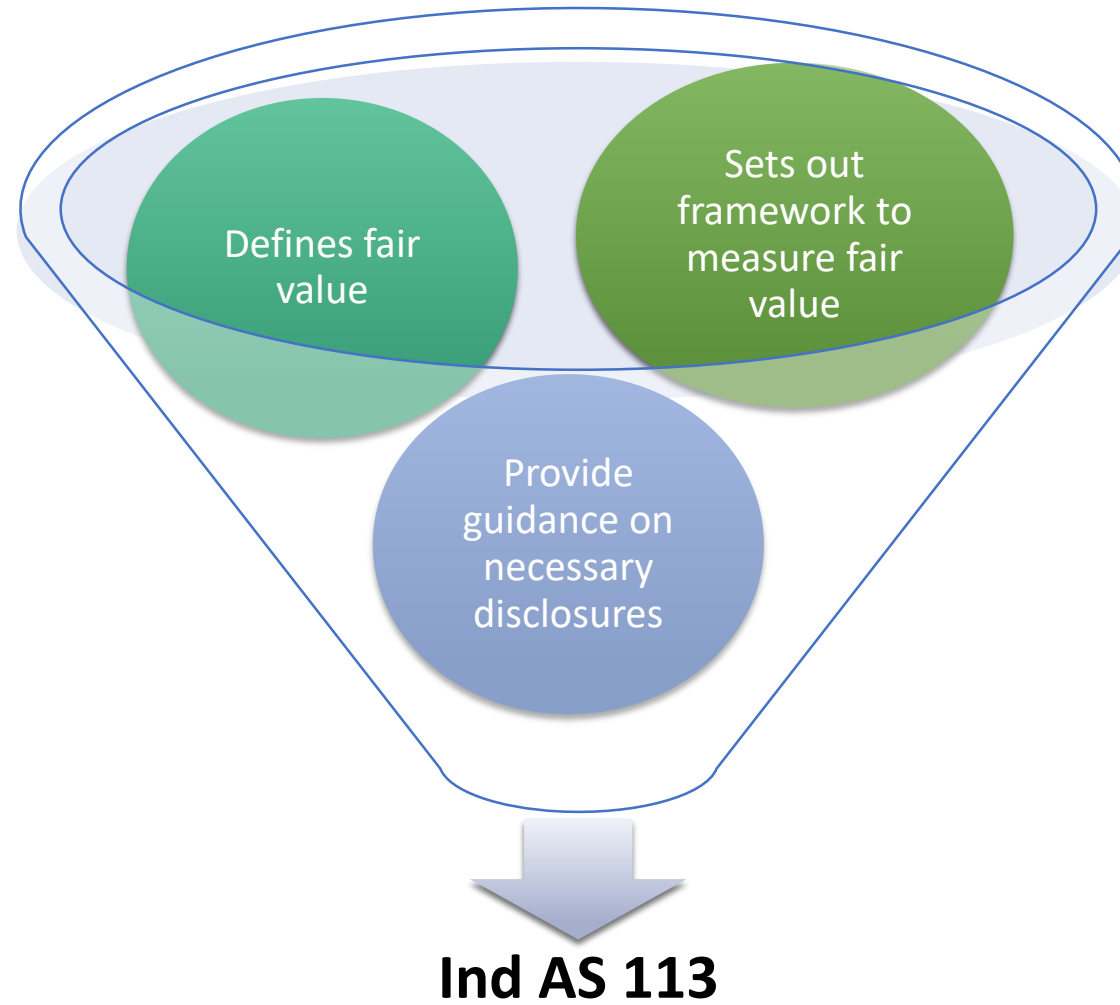 Defines fair
value
Sets out
framework to
measure fair
value
Provide
guidance on
necessary
disclosures
Ind AS 113